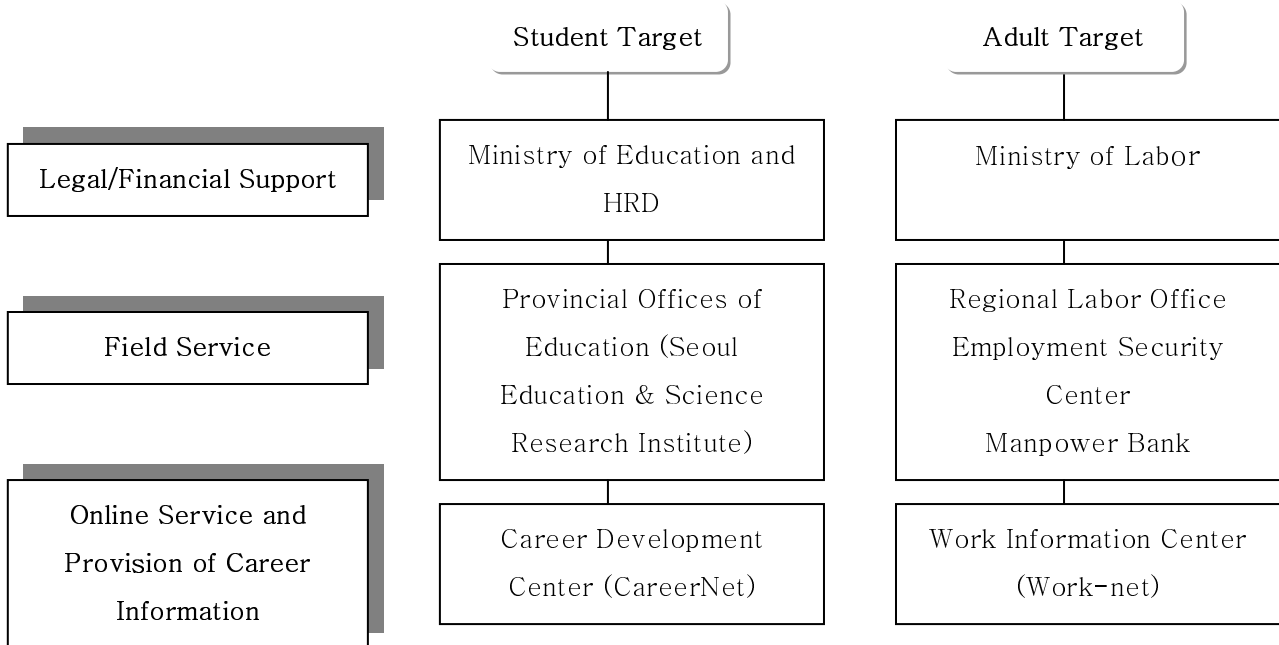 Student Target
Adult Target
Legal/Financial Support
Ministry of Education and
HRD
Ministry of Labor
Field Service
Provincial Offices of
Education (Seoul
Education & Science
Research Institute)
Regional Labor Office
Employment Security
Center
Manpower Bank
Online Service and
Provision of Career
Information
Career Development
Center (CareerNet)
Work Information Center
(Work-net)